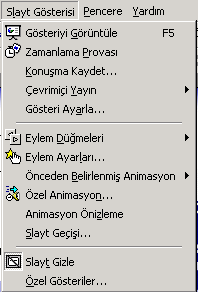 Slayt Gösterisi Pencere Yardım
Gösteriyi Görüntüle F5
Zamanlama Provası
Konuşma Kaydet...
Çevrimiçi Yayın
Gösteri Ayarla...
Eylem Düğmeleri
Eylem Ayarları...
Önceden Belirlenmiş Animasyon
Özel Animasyon...
Animasyon Önizleme
Slayt Geçişi...
Slayt Gizle
Özel Gösteriler...